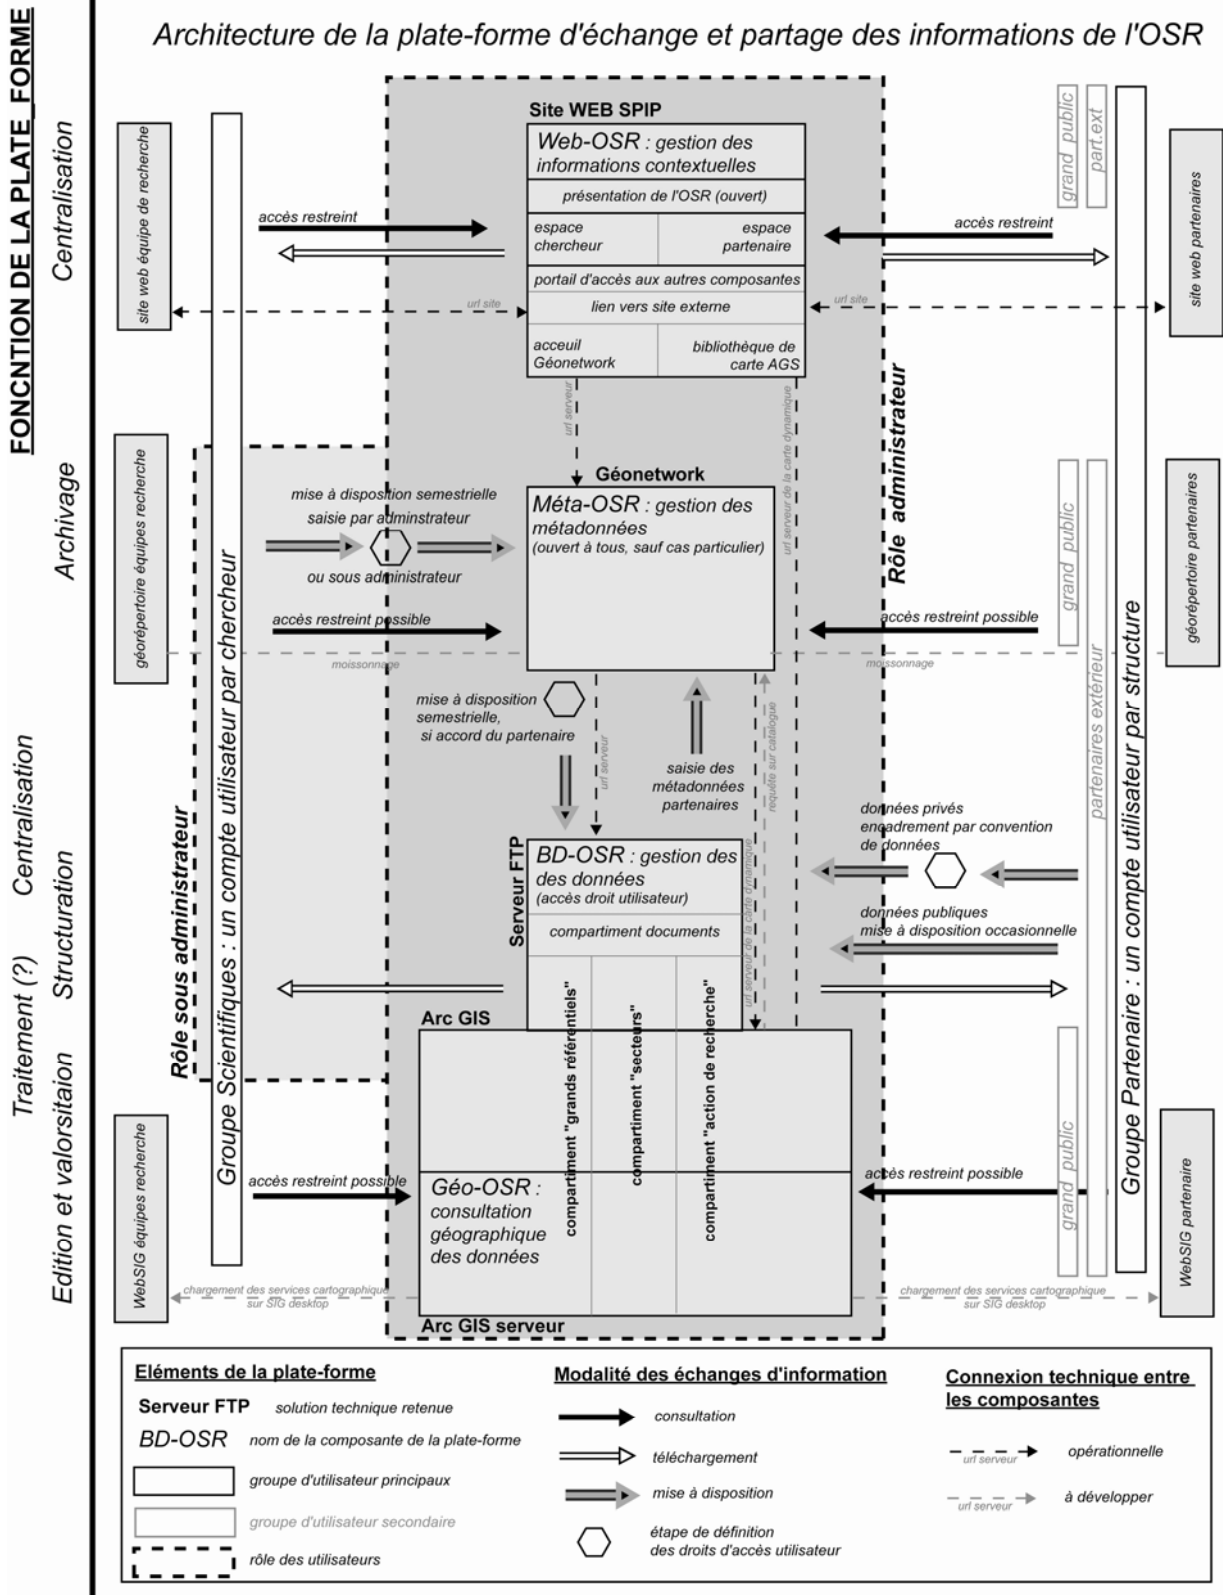 Architecture de la plate-forme d'échange et partage des informations de l'OSR
FONCNTION DE LA PLATE_FORME
Centralisation
Archivage
Centralisation
Traitement (?)
Structuration
Edition et valorsitaion
site web équipe de recherche
géorépertoire équipes recherche
WebSIG équipes recherche
Groupe Scientifiques : un compte utilisateur par chercheur
Rôle sous administrateur
Site WEB SPIP
Web-OSR : gestion des
informations contextuelles
présentation de l'OSR (ouvert)
espace
chercheur
espace
partenaire
portail d'accès aux autres composantes
lien vers site externe
acceuil
Géonetwork
bibliothèque de
carte AGS
accès restreint
accès restreint
url site
url site
url serveur
url serveur de la carte dynamique
Rôle administrateur
grand public
part.ext
site web partenaires
Géonetwork
Méta-OSR : gestion des
métadonnées
(ouvert à tous, sauf cas particulier)
mise à disposition semestrielle
saisie par adminstrateur
ou sous administrateur
accès restreint possible
accès restreint possible
moissonnage
moissonnage
grand public
partenaires extérieur
géorépertoire partenaires
Groupe Partenaire : un compte utilisateur par structure
mise à disposition
semestrielle,
si accord du partenaire
url serveur
saisie des
métadonnées
partenaires
requête sur catalogue
url serveur de la carte dynamique
Serveur FTP
BD-OSR : gestion des
des données
(accès droit utilisateur)
compartiment documents
compartiment "grands référentiels"
compartiment "secteurs"
compartiment "action de recherche"
données privés
encadrement par convention
de données
données publiques
mise à disposition occasionnelle
Arc GIS
Géo-OSR :
consultation
géographique
des données
Arc GIS serveur
accès restreint possible
accès restreint possible
grand public
WebSIG partenaire
chargement des services cartographique
sur SIG desktop
chargement des services cartographique
sur SIG desktop
Eléments de la plate-forme
Serveur FTP solution technique retenue
BD-OSR nom de la composante de la plate-forme
groupe d'utilisateur principaux
groupe d'utilisateur secondaire
rôle des utilisateurs
Modalité des échanges d'information
consultation
téléchargement
mise à disposition
étape de définition
des droits d'accès utilisateur
Connexion technique entre
les composantes
url serveur opérationnelle
url serveur à développer